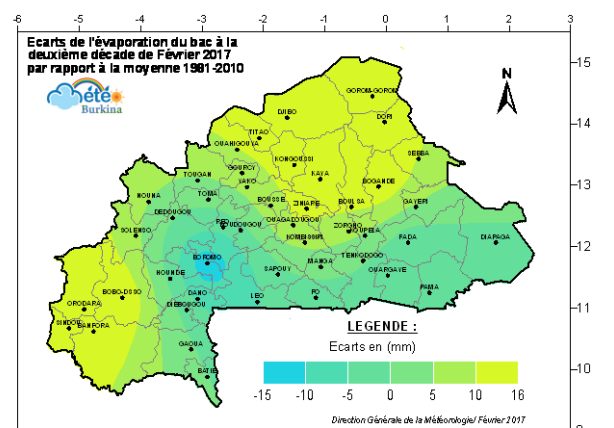 -6 -5 -4 -3 -2 -1 0 1 2 3
Ecarts de l'évaporation du bac à la
deuxième décade de Février 2017
par rapport à la moyenne 1981-2010
été
Burkina
N
15
14
13
12
11
10
GOROM-GOROM
DJIBO
DORI
TITAO
OUAHIGOUYA
KONGOUSSI
SEBBA
TOUGAN
GOURCY
YAKO
KAYA
BOGANDE
NOUNA
TOMA
BOUSSE
ZINIARE
BOULSA
GAYERI
DEDOUGOU
SOLENSO
REO
KOUDOUGOU
OUAGADOUGOU
ZORGHO
KOUPELA
KOMBISSIRI
FADA
DIAPAGA
BOROMO
MANGA
TENKODOGO
HOUNDE
SAPOUY
OUARGAYE
BOBO-DSSO
DANO
LEO
PO
PAMA
ORODARA
DIEBOUGOU
SINDOU
BANFORA
GAOUA
BATIE
LEGENDE :
Ecarts en (mm)
-15 -10 -5 0 5 10 16
Direction Générale de la Météorologie/ Février 2017